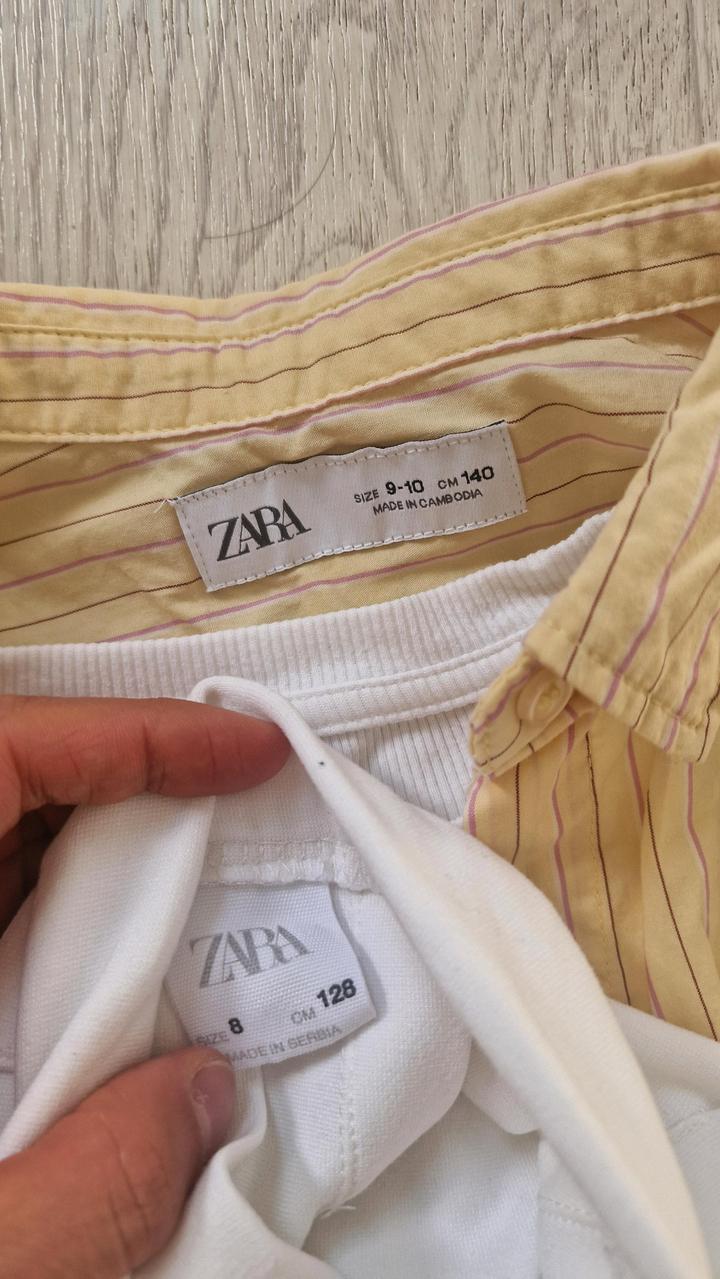 ZARA
SIZE 9-10 CM 140
MADE IN CAMBODIA
ZARA
SIZE 8 CM 128
MADE IN SERBIA